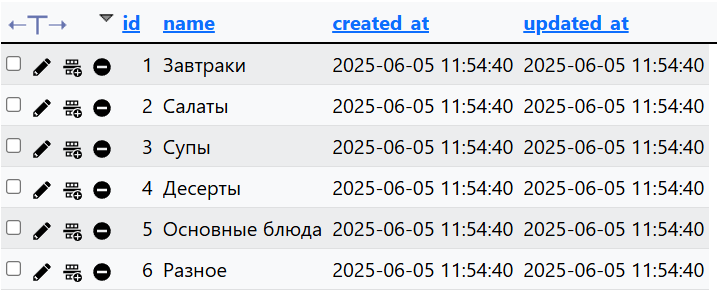 id name created_at updated_at
1 Завтраки 2025-06-05 11:54:40 2025-06-05 11:54:40
2 Салаты 2025-06-05 11:54:40 2025-06-05 11:54:40
3 Супы 2025-06-05 11:54:40 2025-06-05 11:54:40
4 Десерты 2025-06-05 11:54:40 2025-06-05 11:54:40
5 Основные блюда 2025-06-05 11:54:40 2025-06-05 11:54:40
6 Разное 2025-06-05 11:54:40 2025-06-05 11:54:40